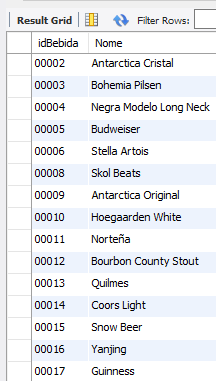 Result Grid Filter Rows:
idBebida Nome
00002 Antarctica Cristal
00003 Bohemia Pilsen
00004 Negra Modelo Long Neck
00005 Budweiser
00006 Stella Artois
00008 Skol Beats
00009 Antarctica Original
00010 Hoegaarden White
00011 Norteña
00012 Bourbon County Stout
00013 Quilmes
00014 Coors Light
00015 Snow Beer
00016 Yanjing
00017 Guinness